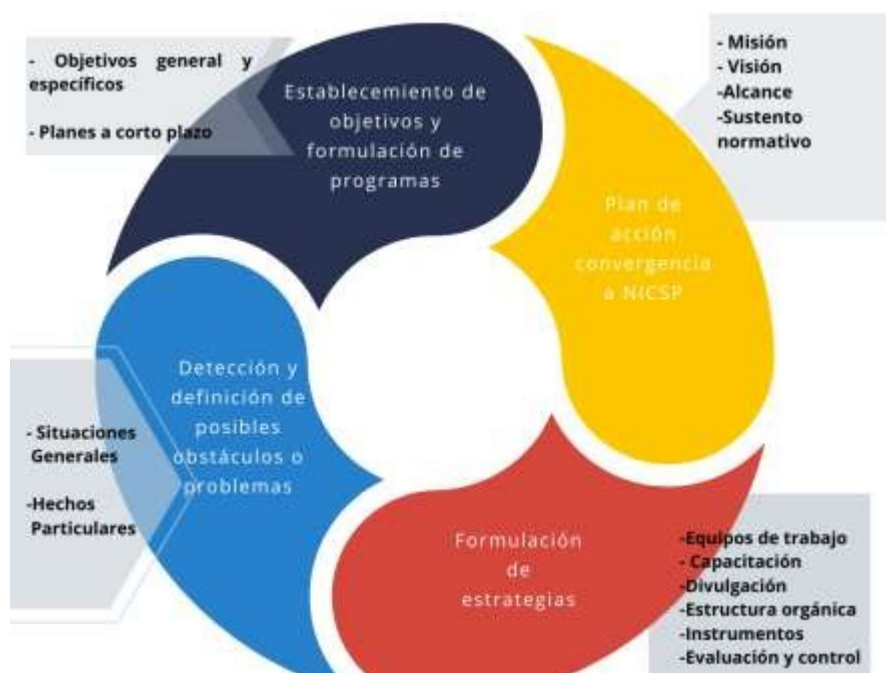 - Objetivos general y
específicos
- Planes a corto plazo
Establecemiento de
objetivos y
formulación de
programas
- Misión
- Visión
-Alcance
-Sustento
normativo
Plan de
acción
convergencia
a NICSP
Detección y
definición de
posibles
obstáculos o
problemas
- Situaciones
Generales
-Hechos
Particulares
Formulación
de
estrategias
-Equipos de trabajo
- Capacitación
-Divulgación
-Estructura orgánica
-Instrumentos
-Evaluación y control